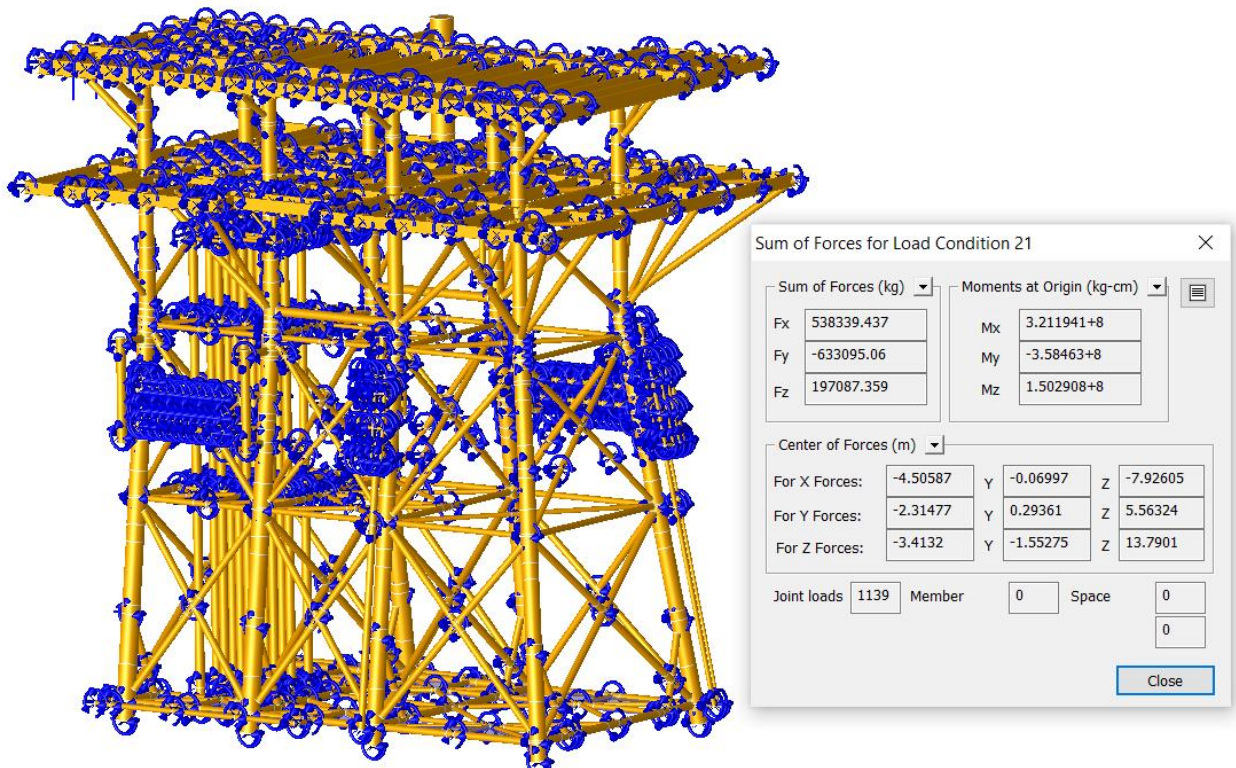 Sum of Forces for Load Condition 21
Sum of Forces (kg)
Fx 538339.437
Fy -633095.06
Fz 197087.359
Moments at Origin (kg-cm)
Mx 3.211941+8
My -3.58463+8
Mz 1.502908+8
Center of Forces (m)
For X Forces: -4.50587 Y -0.06997 Z -7.92605
For Y Forces: -2.31477 Y 0.29361 Z 5.56324
For Z Forces: -3.4132 Y -1.55275 Z 13.7901
Joint loads 1139 Member 0 Space 0
0
Close